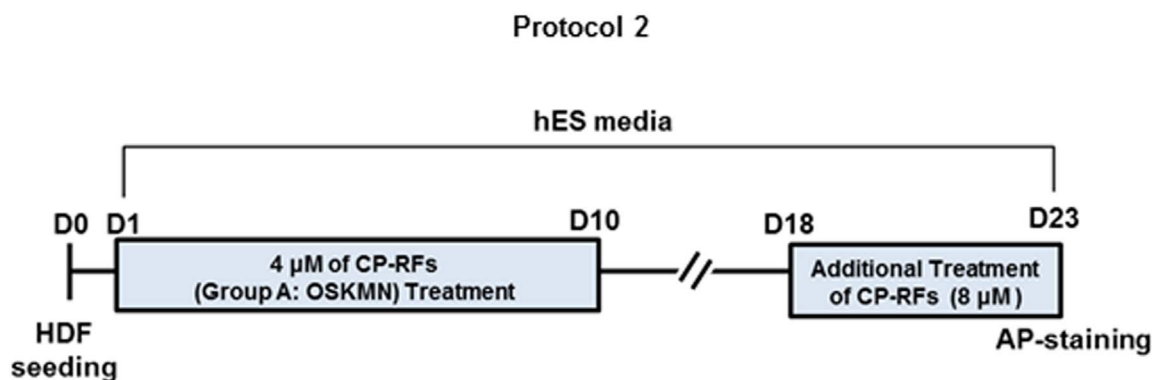 Protocol 2
hES media
D0 D1 D10 D18 D23
4 µM of CP-RFs
(Group A: OSKMN) Treatment
Additional Treatment
of CP-RFs (8 µM )
HDF
seeding
AP-staining